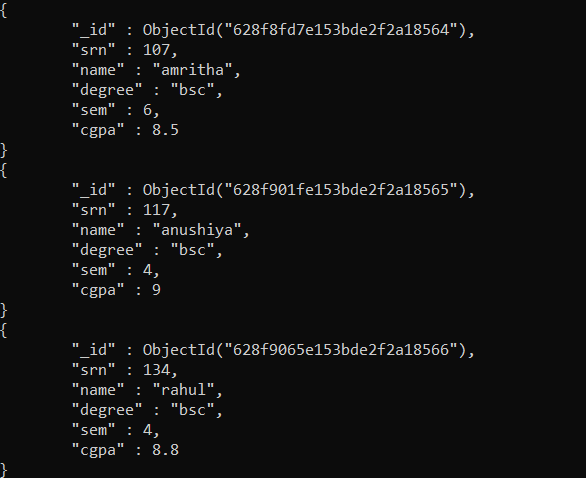 {
"_id" : ObjectId("628f8fd7e153bde2f2a18564"),
"srn" : 107,
"name" : "amritha",
"degree" : "bsc",
"sem" : 6,
"cgpa" : 8.5
}
{
"_id" : ObjectId("628f901fe153bde2f2a18565"),
"srn" : 117,
"name" : "anushiya",
"degree" : "bsc",
"sem" : 4,
"cgpa" : 9
}
{
"_id" : ObjectId("628f9065e153bde2f2a18566"),
"srn" : 134,
"name" : "rahul",
"degree" : "bsc",
"sem" : 4,
"cgpa" : 8.8
}